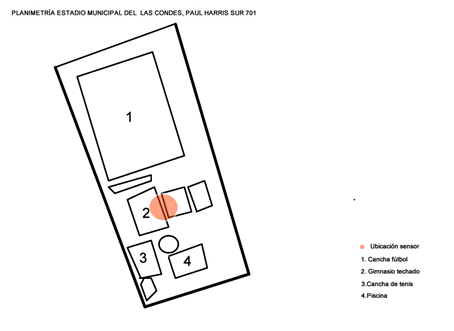 PLANIMETRÍA ESTADIO MUNICIPAL DEL LAS CONDES, PAUL HARRIS SUR 701
1
2
3
4
Ubicación sensor
1. Cancha fútbol
2. Gimnasio techado
3.Cancha de tenis
4.Piscina